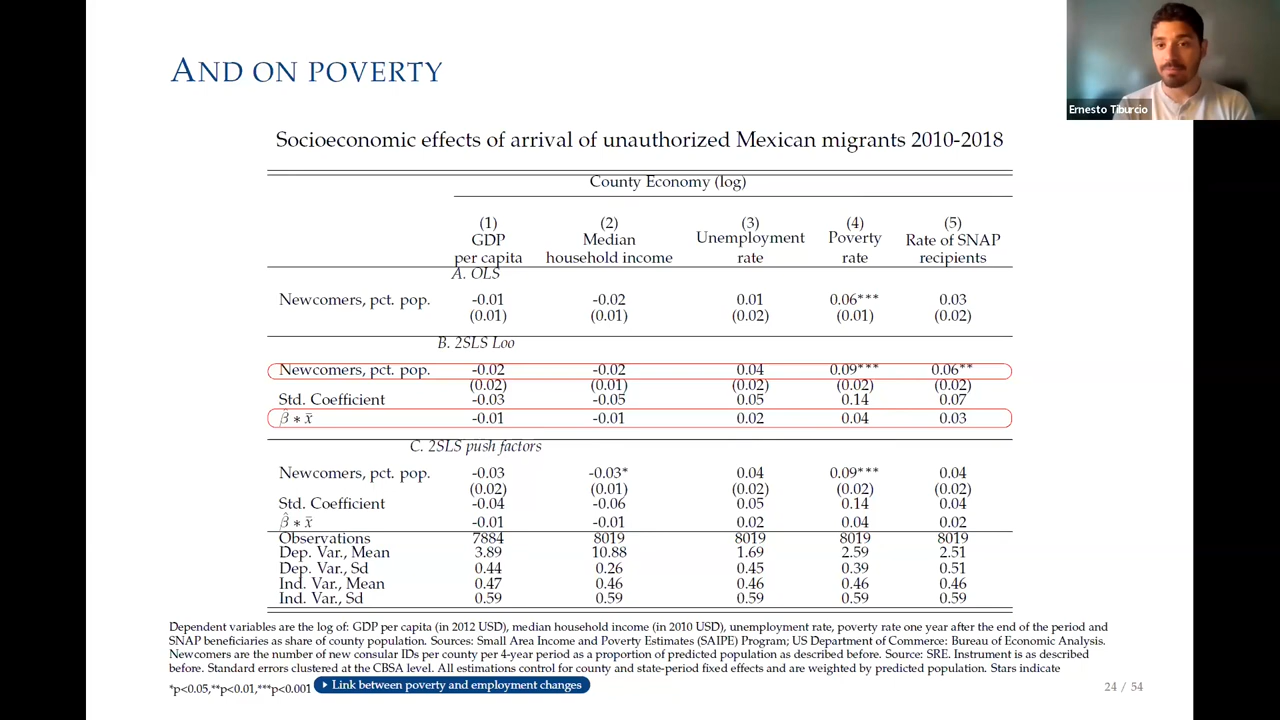 AND ON POVERTY
Ernesto Tiburcio
Socioeconomic effects of arrival of unauthorized Mexican migrants 2010-2018
County Economy (log)
(1) (2) (3) (4) (5)
GDP Median Unemployment Poverty Rate of SNAP
per capita household income rate rate recipients
A. OLS
Newcomers, pct. pop. -0.01 -0.02 0.01 0.06*** 0.03
(0.01) (0.01) (0.02) (0.01) (0.02)
B. 2SLS Loo
Newcomers, pct. pop. -0.02 -0.02 0.04 0.09*** 0.06**
(0.02) (0.01) (0.02) (0.02) (0.02)
Std. Coefficient -0.03 -0.05 0.05 0.14 0.07
β̂ * x̄ -0.01 -0.01 0.02 0.04 0.03
C. 2SLS push factors
Newcomers, pct. pop. -0.03 -0.03* 0.04 0.09*** 0.04
(0.02) (0.01) (0.02) (0.02) (0.02)
Std. Coefficient -0.04 -0.06 0.05 0.14 0.04
β̂ * x̄ -0.01 -0.01 0.02 0.04 0.02
Observations 7884 8019 8019 8019 8019
Dep. Var., Mean 3.89 10.88 1.69 2.59 2.51
Dep. Var., Sd 0.44 0.26 0.45 0.39 0.51
Ind. Var., Mean 0.47 0.46 0.46 0.46 0.46
Ind. Var., Sd 0.59 0.59 0.59 0.59 0.59
Dependent variables are the log of: GDP per capita (in 2012 USD), median household income (in 2010 USD), unemployment rate, poverty rate one year after the end of the period and
SNAP beneficiaries as share of county population. Sources: Small Area Income and Poverty Estimates (SAIPE) Program; US Department of Commerce: Bureau of Economic Analysis.
Newcomers are the number of new consular IDs per county per 4-year period as a proportion of predicted population as described before. Source: SRE. Instrument is as described
before. Standard errors clustered at the CBSA level. All estimations control for county and state-period fixed effects and are weighted by predicted population. Stars indicate
*p<0.05,**p<0.01,***p<0.001 Link between poverty and employment changes
24 / 54